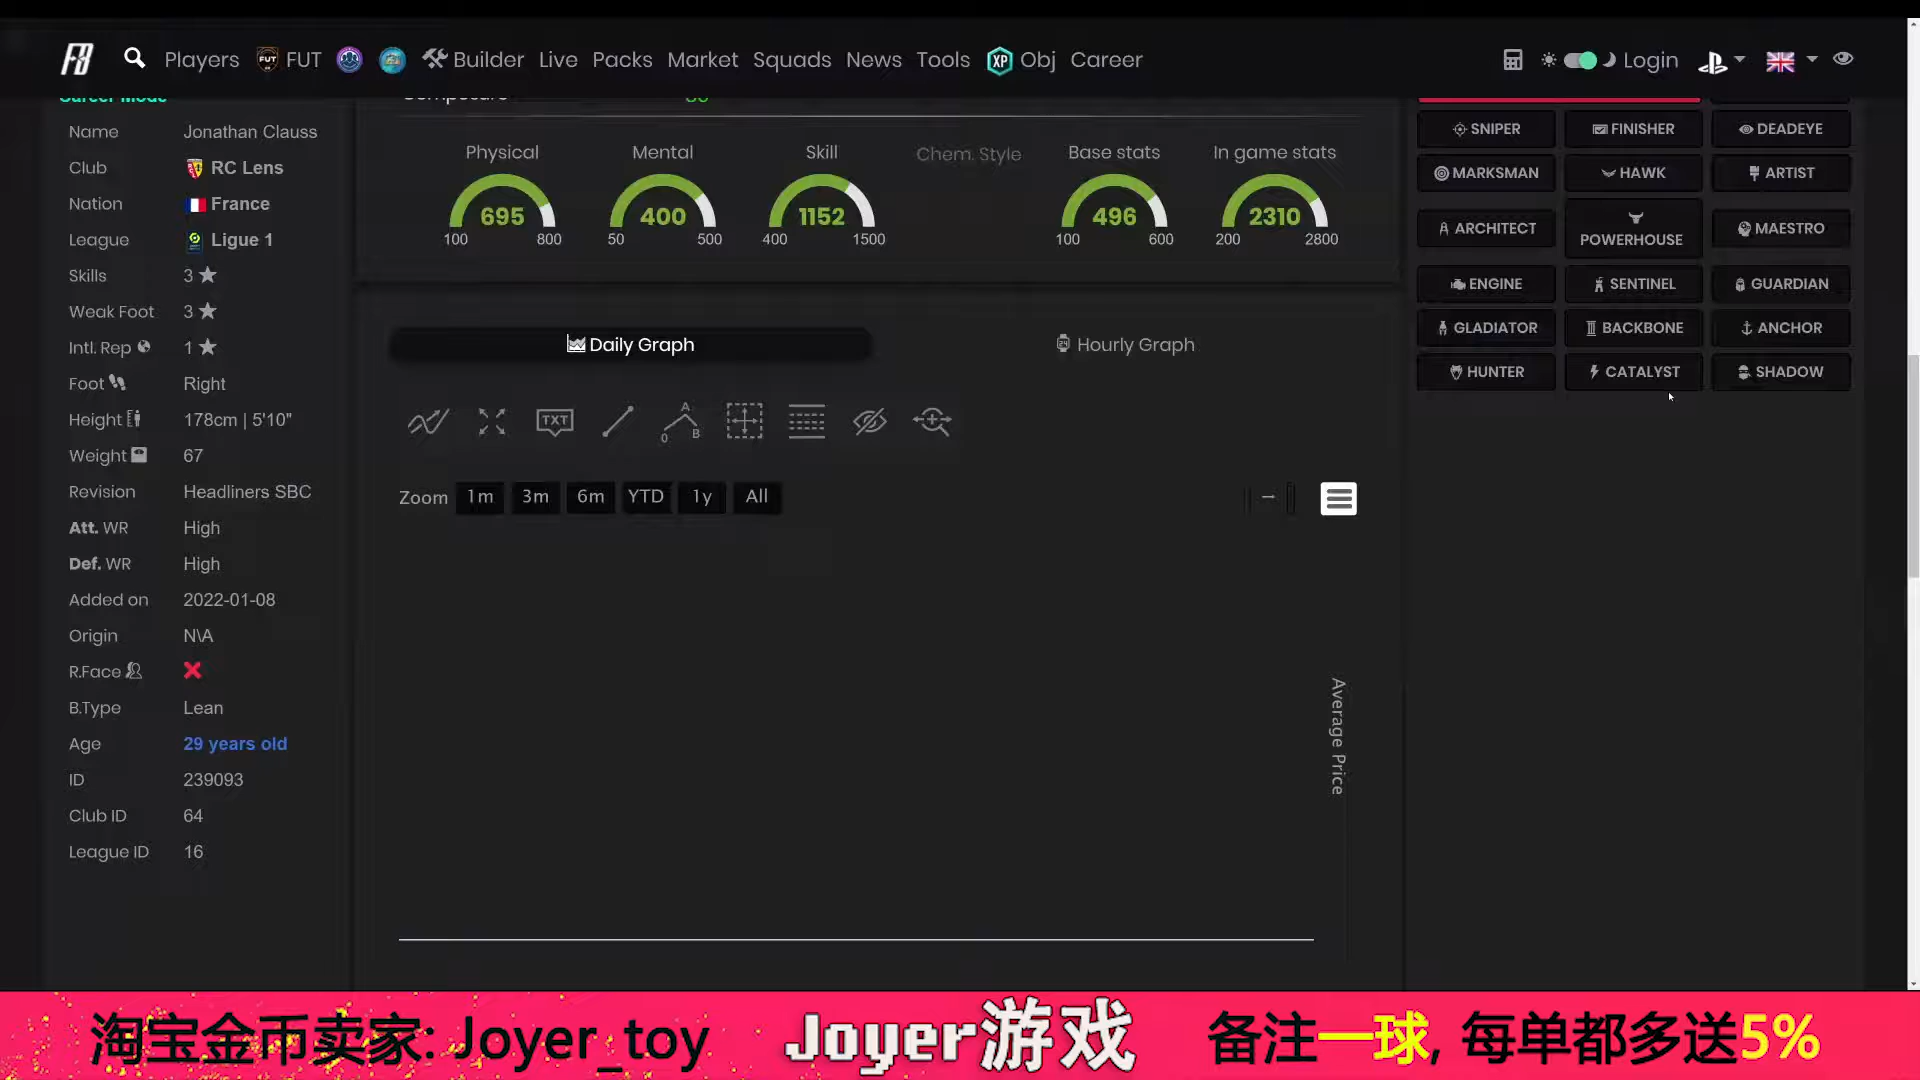 Players FUT Builder Live Packs Market Squads News Tools XP Obj Career Login
Career Mode
Name Jonathan Clauss
Club RC Lens
Nation France
League Ligue 1
Skills 3
Weak Foot 3
Intl. Rep 1
Foot Right
Height 178cm | 5'10"
Weight 67
Revision Headliners SBC
Att. WR High
Def. WR High
Added on 2022-01-08
Origin N\A
R.Face
B.Type Lean
Age 29 years old
ID 239093
Club ID 64
League ID 16
Composure
Physical Mental Skill Chem. Style Base stats In game stats
695 400 1152 496 2310
100 800 50 500 400 1500 100 600 200 2800
Daily Graph Hourly Graph
TXT
A
0 B
Zoom 1m 3m 6m YTD 1y All
Average Price
SNIPER FINISHER DEADEYE
MARKSMAN HAWK ARTIST
ARCHITECT POWERHOUSE MAESTRO
ENGINE SENTINEL GUARDIAN
GLADIATOR BACKBONE ANCHOR
HUNTER CATALYST SHADOW
淘宝金币卖家: Joyer_toy Joyer游戏 备注一球, 每单都多送5%